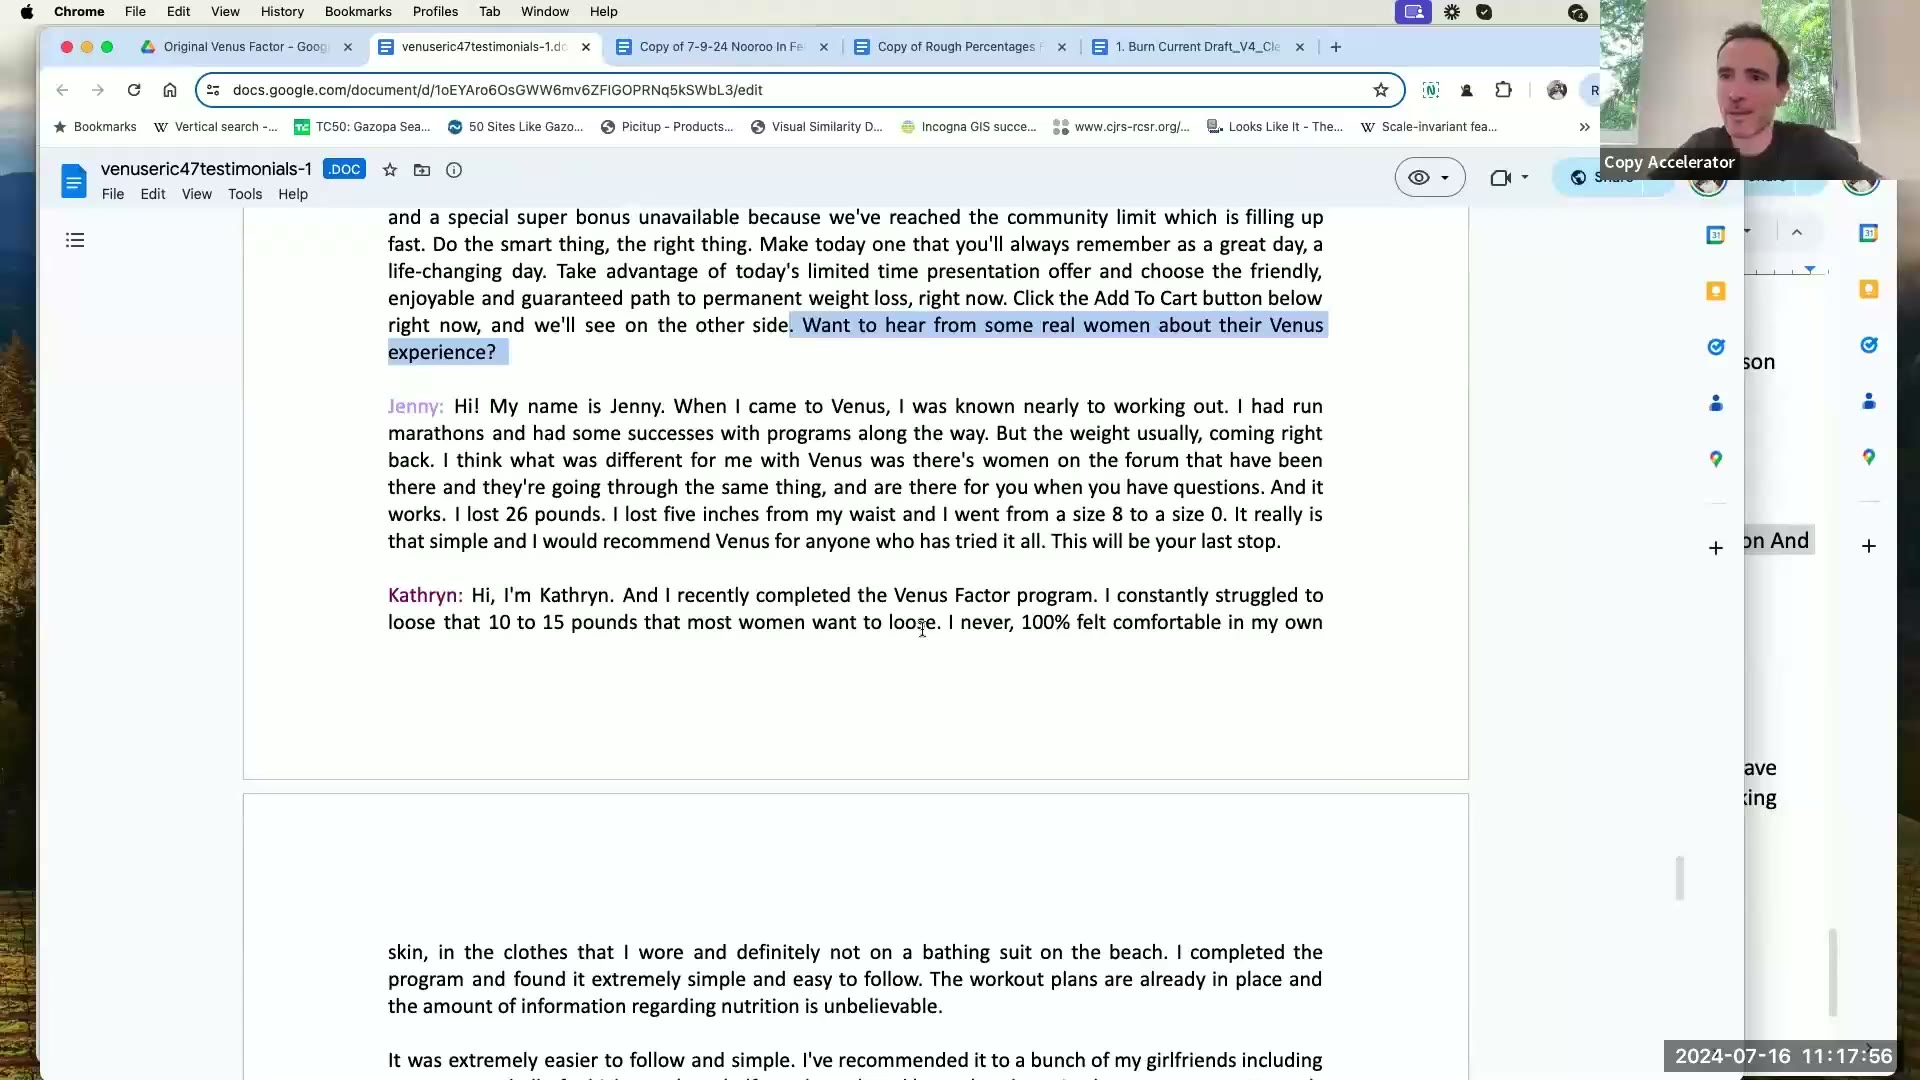 Chrome File Edit View History Bookmarks Profiles Tab Window Help
Original Venus Factor - Goog
venuseric47testimonials-1.dc
Copy of 7-9-24 Nooroo In Fe
Copy of Rough Percentages F
1. Burn Current Draft_V4_Cle
docs.google.com/document/d/1oEYAro6OsGWW6mv6ZFIGOPRNq5kSWbL3/edit
R
Bookmarks
Vertical search -...
TC50: Gazopa Sea...
50 Sites Like Gazo...
Picitup - Products...
Visual Similarity D...
Incogna GIS succe...
www.cjrs-rcsr.org/...
Looks Like It - The...
Scale-invariant fea...
Copy Accelerator
venuseric47testimonials-1 .DOC
Share
File Edit View Tools Help
and a special super bonus unavailable because we've reached the community limit which is filling up
fast. Do the smart thing, the right thing. Make today one that you'll always remember as a great day, a
life-changing day. Take advantage of today's limited time presentation offer and choose the friendly,
enjoyable and guaranteed path to permanent weight loss, right now. Click the Add To Cart button below
right now, and we'll see on the other side. Want to hear from some real women about their Venus
experience?
Jenny: Hi! My name is Jenny. When I came to Venus, I was known nearly to working out. I had run
marathons and had some successes with programs along the way. But the weight usually, coming right
back. I think what was different for me with Venus was there's women on the forum that have been
there and they're going through the same thing, and are there for you when you have questions. And it
works. I lost 26 pounds. I lost five inches from my waist and I went from a size 8 to a size 0. It really is
that simple and I would recommend Venus for anyone who has tried it all. This will be your last stop.
Kathryn: Hi, I'm Kathryn. And I recently completed the Venus Factor program. I constantly struggled to
loose that 10 to 15 pounds that most women want to loose. I never, 100% felt comfortable in my own
skin, in the clothes that I wore and definitely not on a bathing suit on the beach. I completed the
program and found it extremely simple and easy to follow. The workout plans are already in place and
the amount of information regarding nutrition is unbelievable.
It was extremely easier to follow and simple. I've recommended it to a bunch of my girlfriends including
son
on And
ave
king
2024-07-16 11:17:56